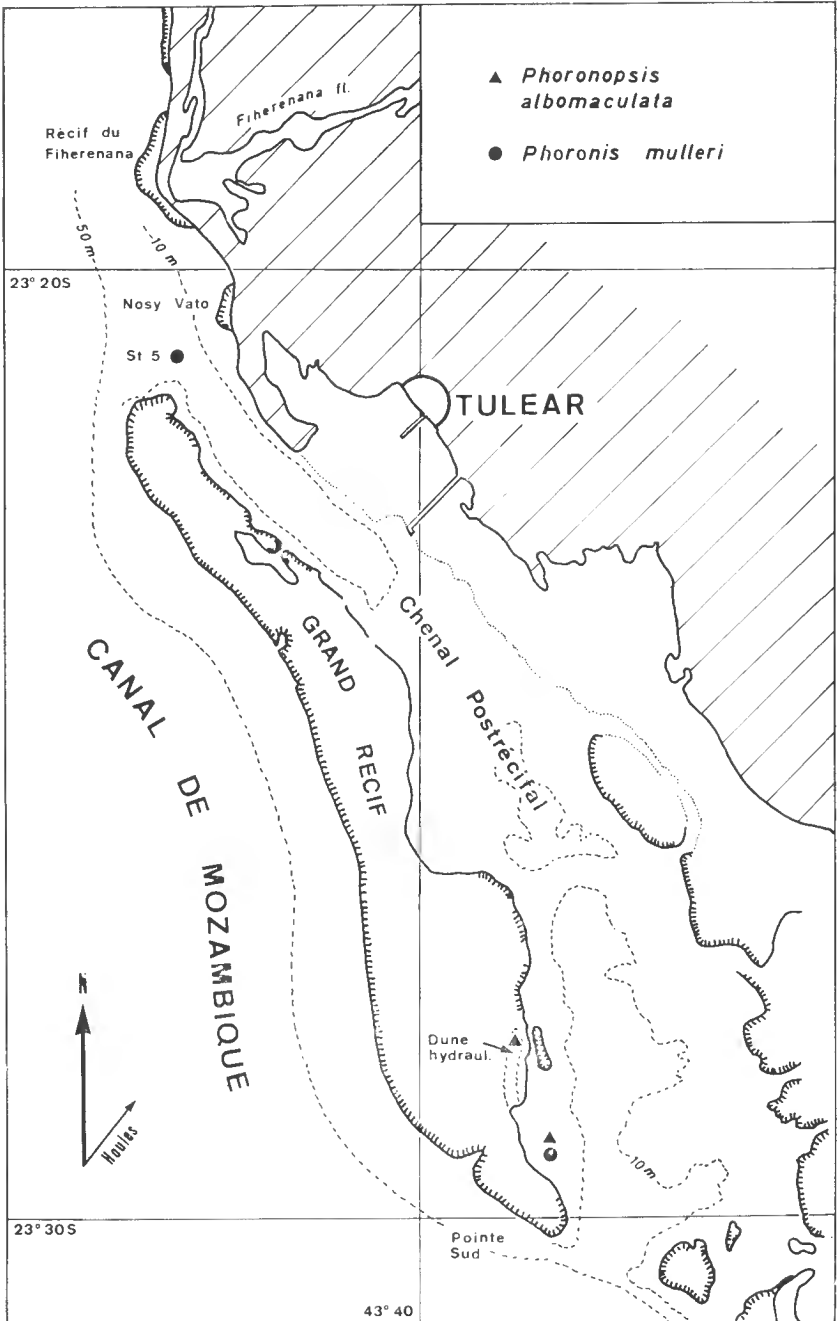 Phoronopsis
albomaculata
Phoronis mulleri
Fiherenana fl.
Récif du
Fiherenana
50 m
10 m
23° 20S
Nosy Vato
St 5
TULEAR
Chenal Postrécifal
GRAND RECIF
CANAL DE MOZAMBIQUE
N
Houles
Dune
hydraul.
10 m
23° 30S
Pointe
Sud
43° 40